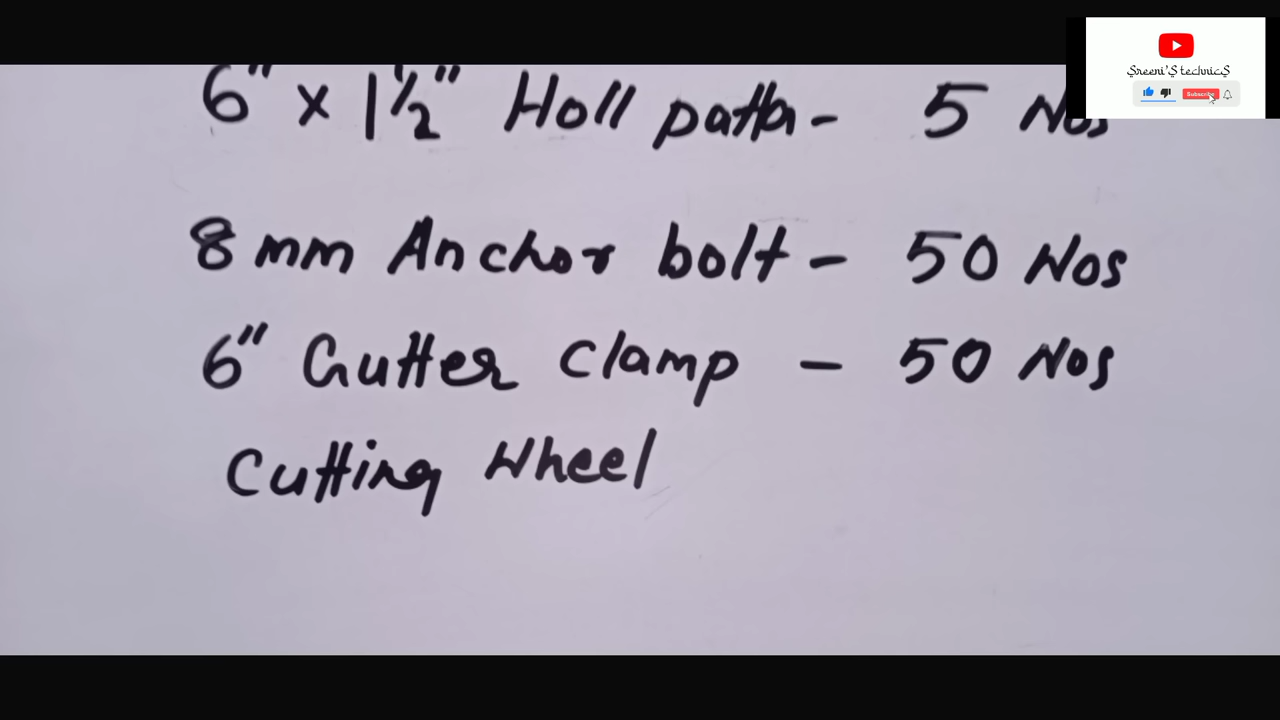 Sreeni'S technicS
Subscribe
6" x 1½" Holl patta - 5 Nos
8 mm Anchor bolt - 50 Nos
6" Gutter Clamp - 50 Nos
Cutting Wheel